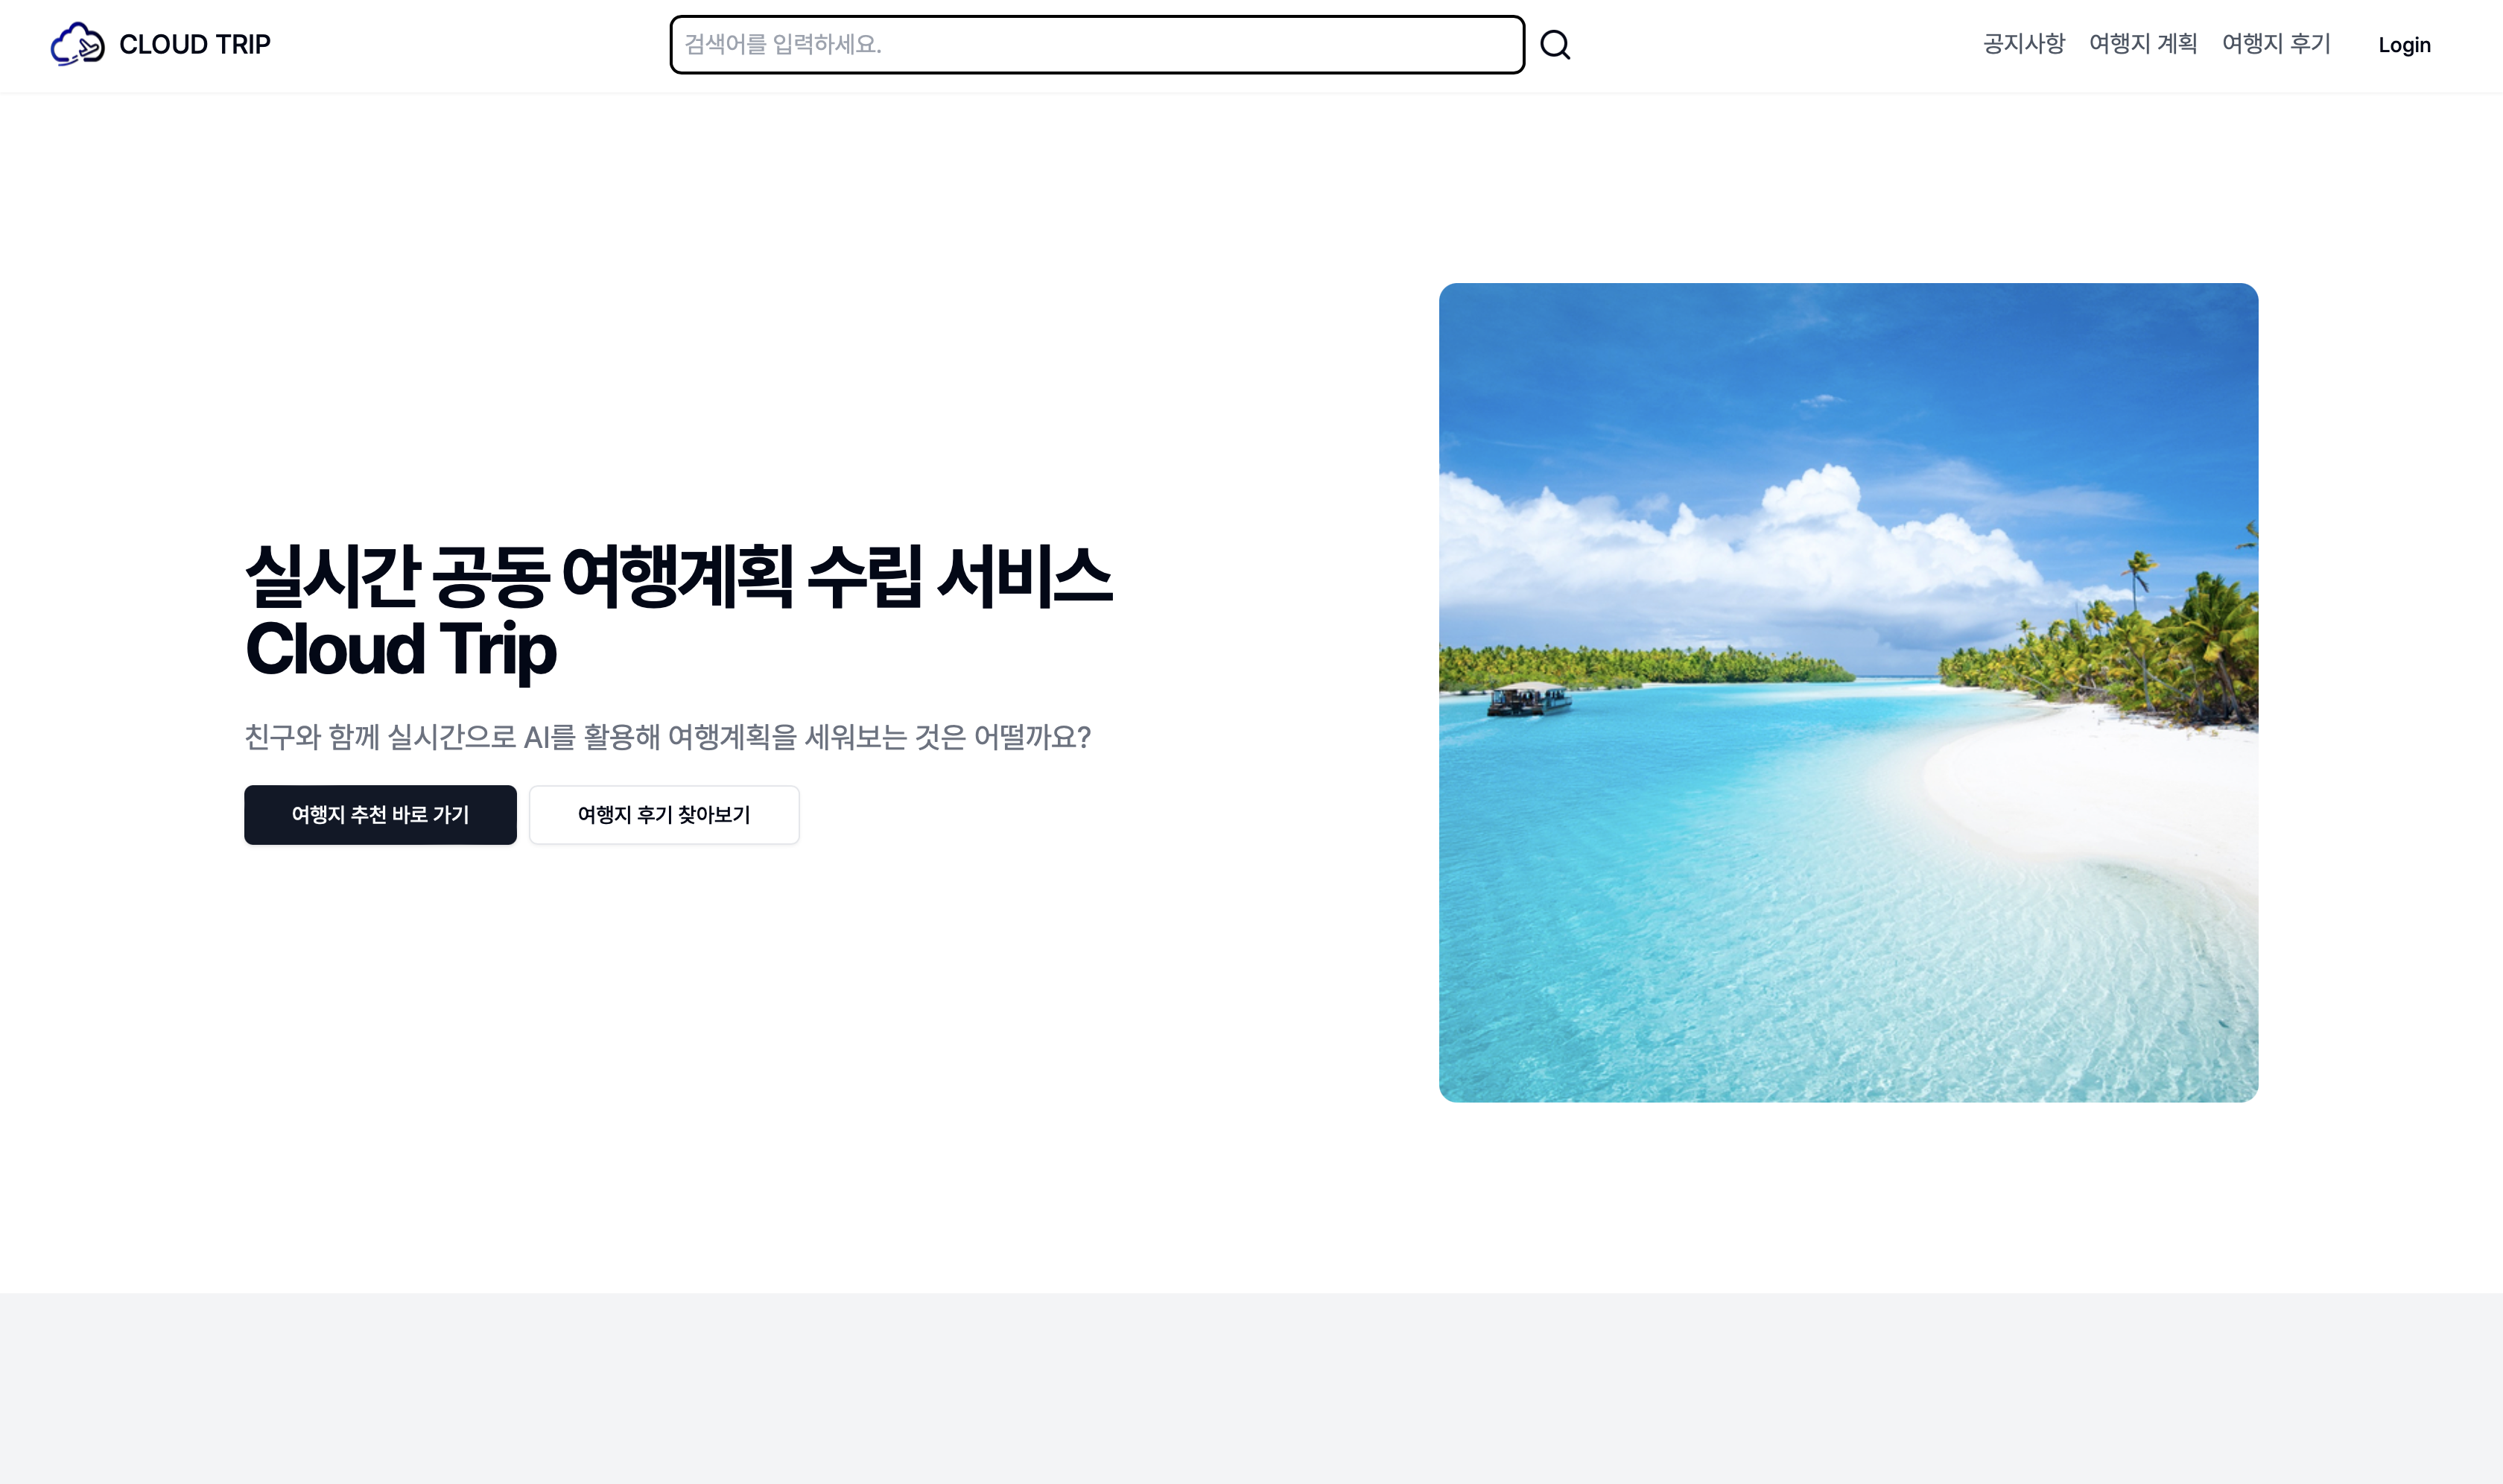 CLOUD TRIP
검색어를 입력하세요.
공지사항 여행지 계획 여행지 후기 Login
실시간 공동 여행계획 수립 서비스
Cloud Trip
친구와 함께 실시간으로 AI를 활용해 여행계획을 세워보는 것은 어떨까요?
여행지 추천 바로 가기 여행지 후기 찾아보기